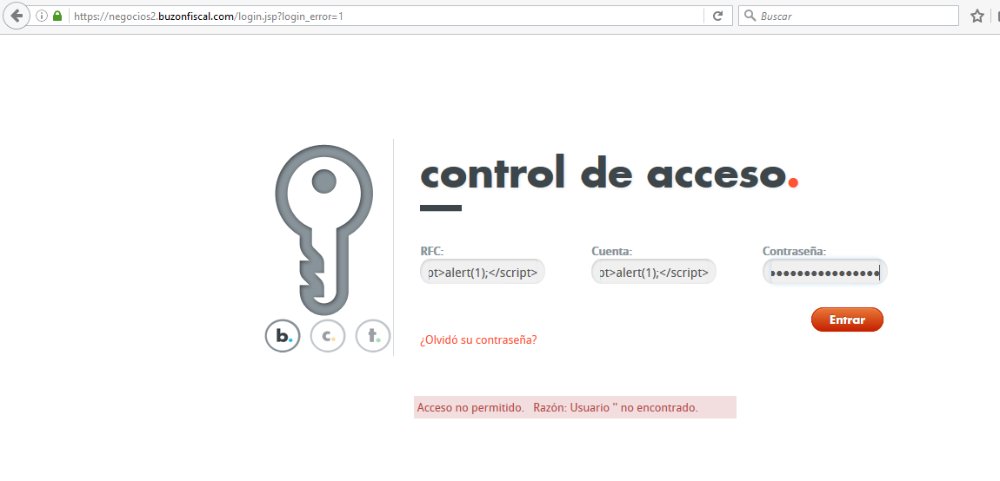 https://negocios2.buzonfiscal.com/login.jsp?login_error=1
Buscar
control de acceso.
RFC: Cuenta: Contraseña:
pt>alert(1);</script> pt>alert(1);</script> ●●●●●●●●●●●●●●●●
Entrar
b. c. t.
¿Olvidó su contraseña?
Acceso no permitido. Razón: Usuario '' no encontrado.